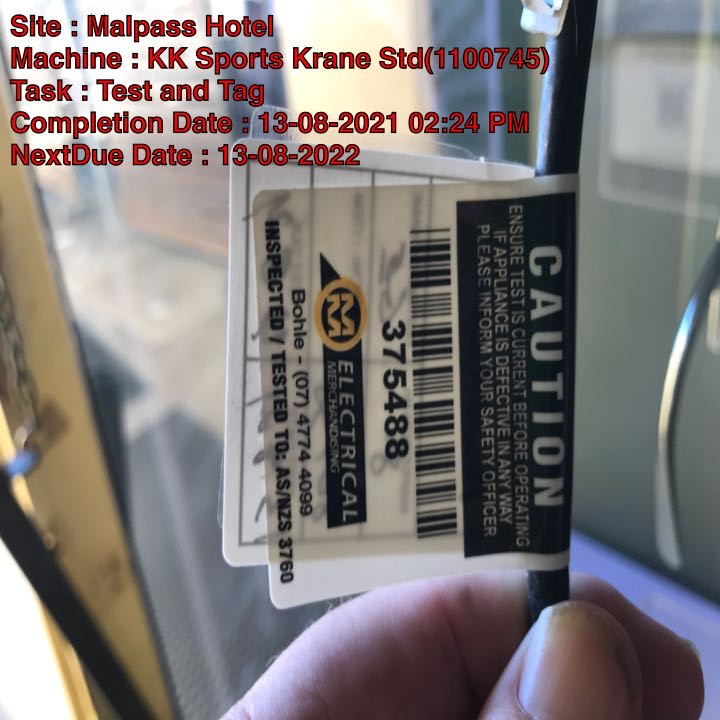 Site : Malpass Hotel
Machine : KK Sports Krane Std(1100745)
Task : Test and Tag
Completion Date : 13-08-2021 02:24 PM
NextDue Date : 13-08-2022
CAUTION
ENSURE TEST IS CURRENT BEFORE OPERATING
IF APPLIANCE IS DEFECTIVE IN ANY WAY
PLEASE INFORM YOUR SAFETY OFFICER
375488
MM ELECTRICAL
MERCHANDISING
Bohle - (07) 4774 4099
INSPECTED / TESTED TO: AS/NZS 3760